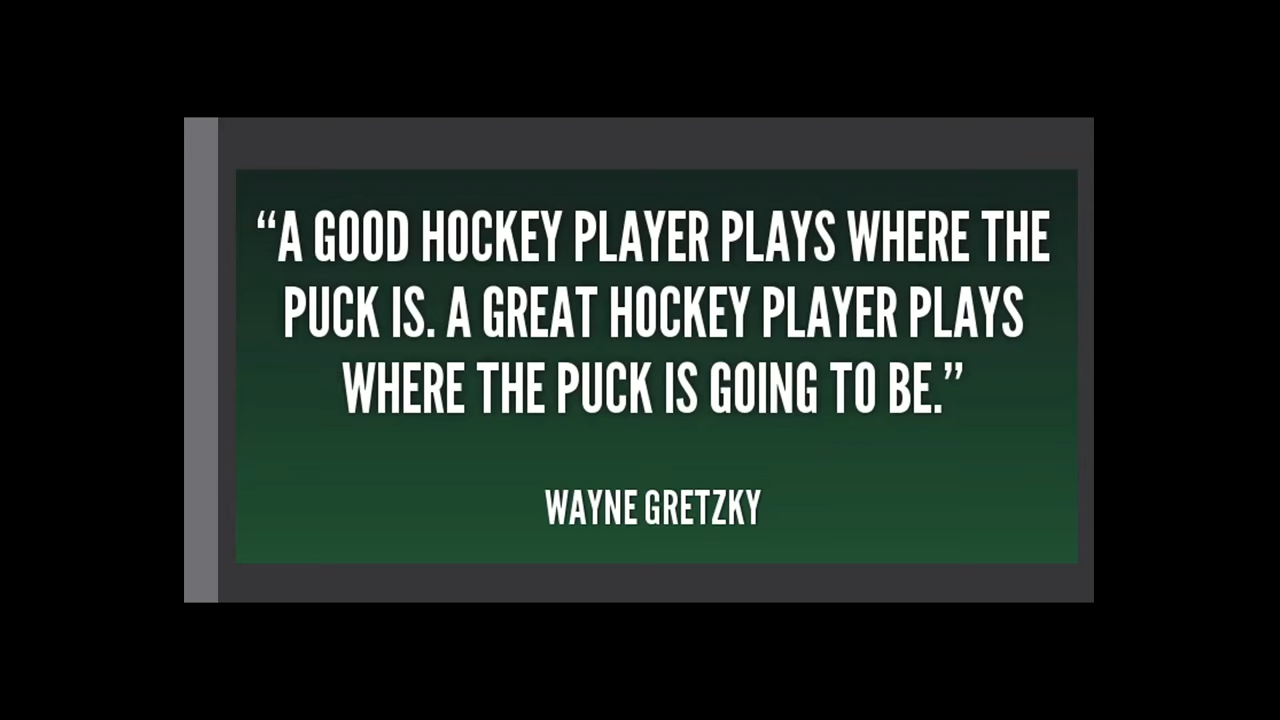 “A GOOD HOCKEY PLAYER PLAYS WHERE THE
PUCK IS. A GREAT HOCKEY PLAYER PLAYS
WHERE THE PUCK IS GOING TO BE.”
WAYNE GRETZKY